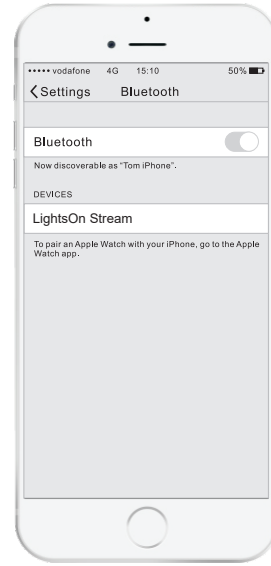 ••••• vodafone 4G 15:10 50%
Settings Bluetooth
Bluetooth
Now discoverable as “Tom iPhone”.
DEVICES
LightsOn Stream
To pair an Apple Watch with your iPhone, go to the Apple
Watch app.